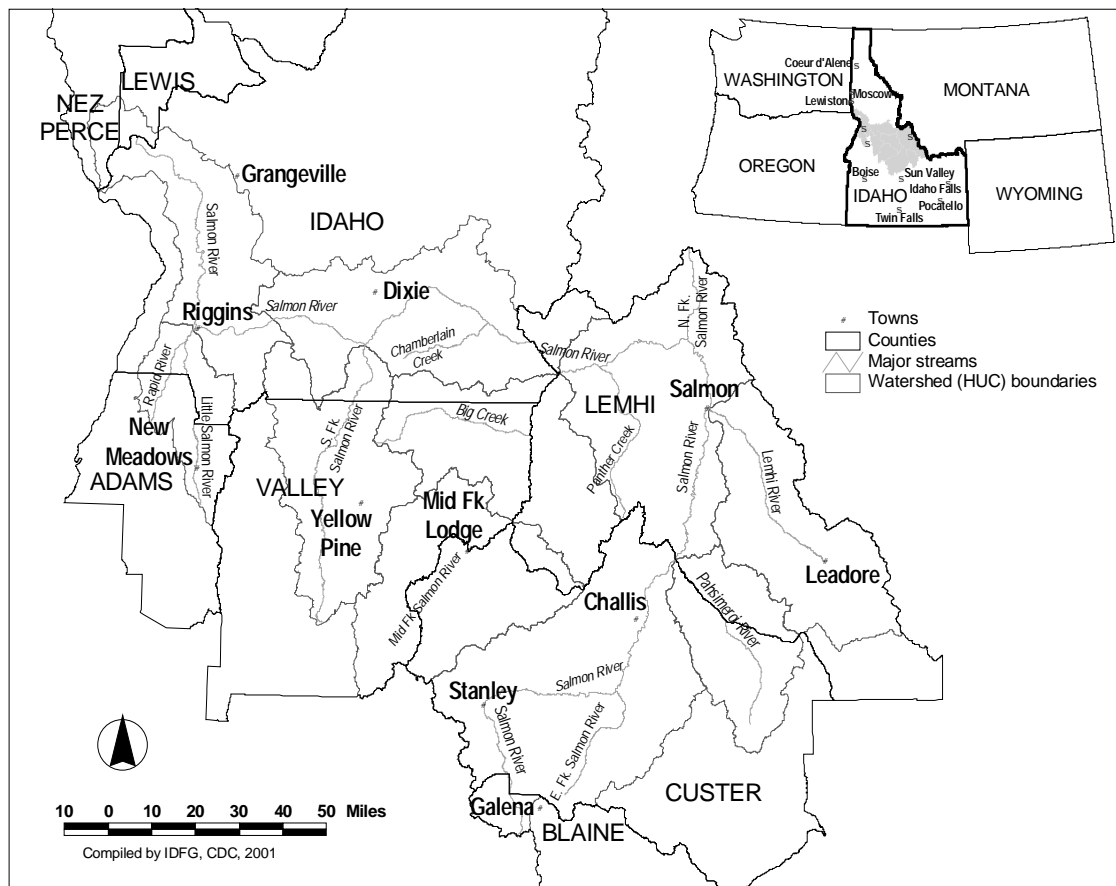 LEWIS
NEZ
PERCE
Grangeville
IDAHO
Salmon River
Riggins
Salmon River
Dixie
Chamberlain
Creek
Salmon River
N. Fk.
Salmon River
Rapid River
Little Salmon River
New
Meadows
ADAMS
S. Fk.
Salmon River
Big Creek
VALLEY
Yellow
Pine
Mid Fk
Lodge
Mid Fk Salmon River
LEMHI
Panther Creek
Salmon
Salmon River
Lemhi River
Leadore
Challis
Pahsimeroi River
Stanley
Salmon River
Salmon River
E. Fk. Salmon River
Galena
BLAINE
CUSTER
Coeur d'Alene
WASHINGTON
Moscow
Lewiston
MONTANA
OREGON
Boise
Sun Valley
IDAHO
Idaho Falls
Pocatello
Twin Falls
WYOMING
Towns
Counties
Major streams
Watershed (HUC) boundaries
10 0 10 20 30 40 50 Miles
Compiled by IDFG, CDC, 2001